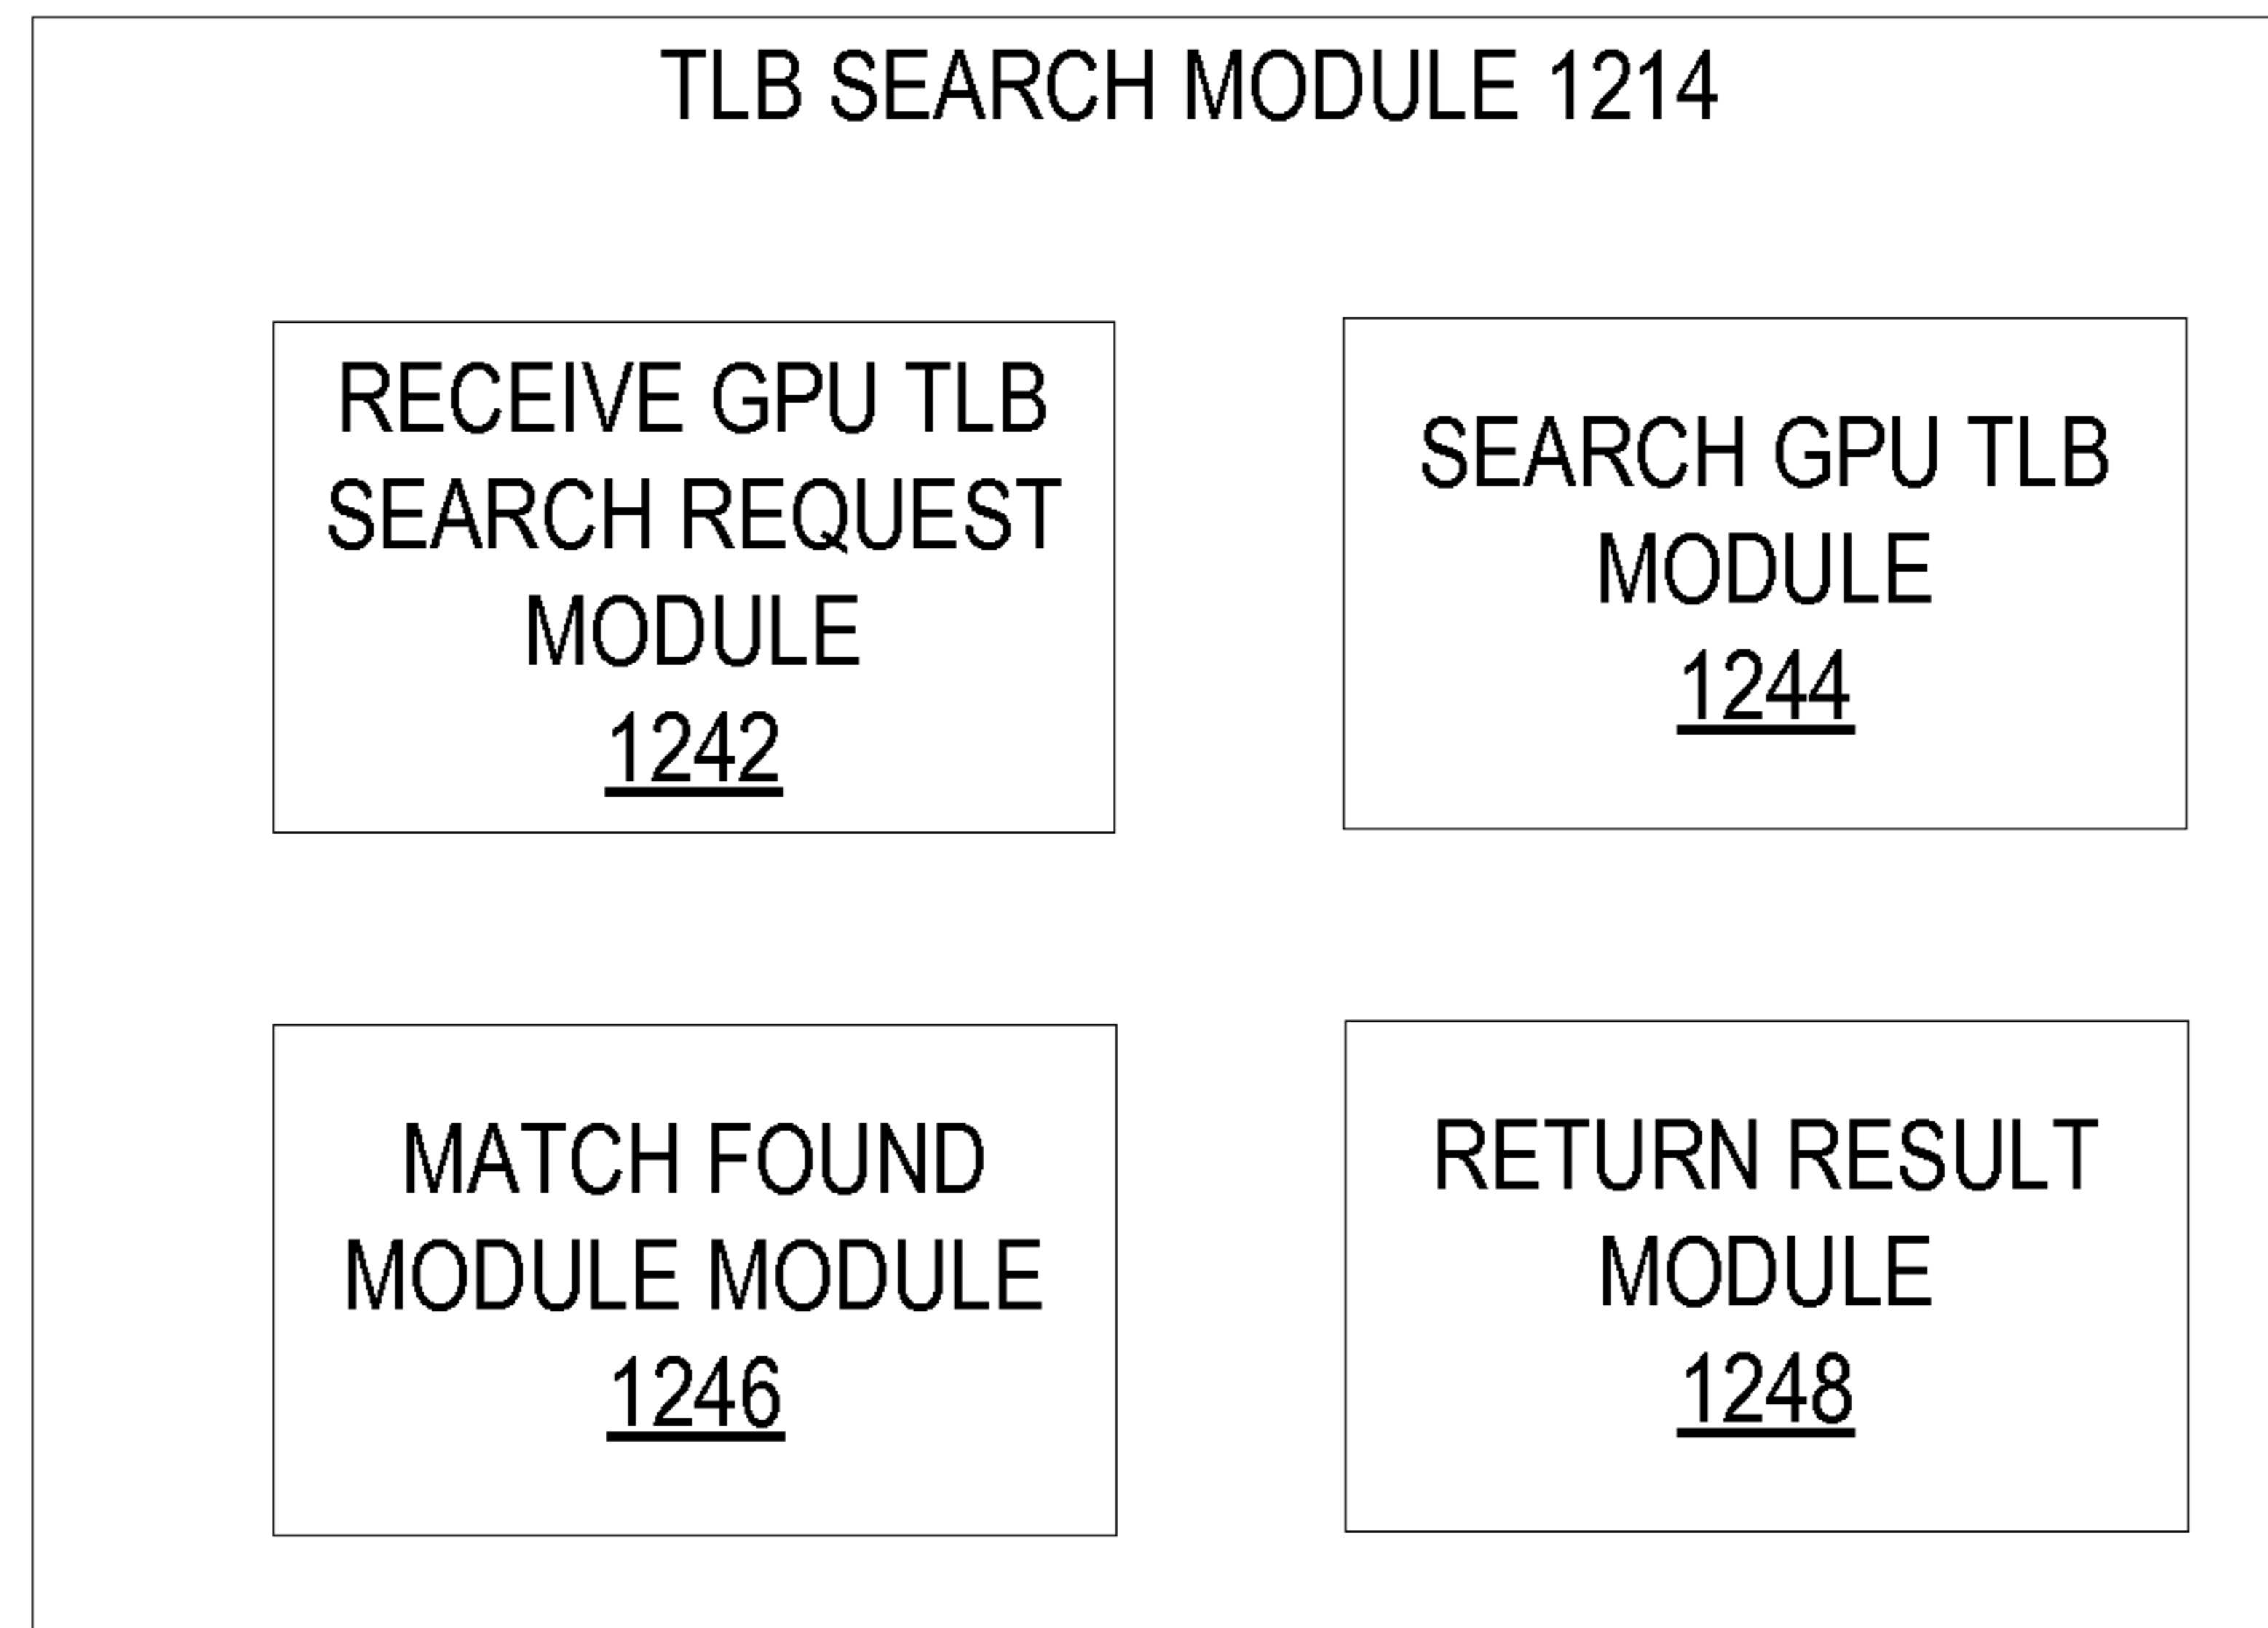 TLB SEARCH MODULE 1214
RECEIVE GPU TLB
SEARCH REQUEST
MODULE
1242
SEARCH GPU TLB
MODULE
1244
MATCH FOUND
MODULE MODULE
1246
RETURN RESULT
MODULE
1248